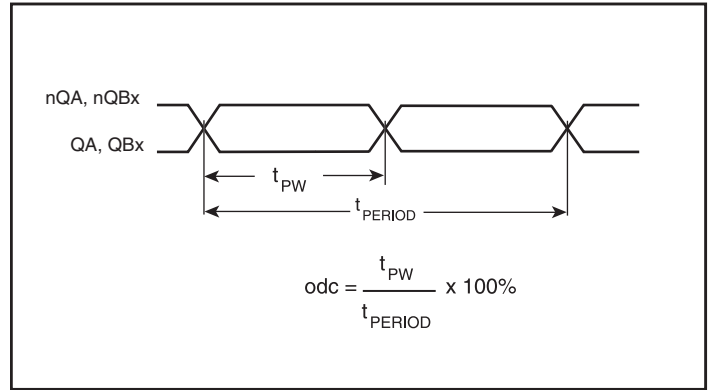 nQA, nQBx
QA, QBx
tPW
tPERIOD
odc = tPW / tPERIOD x 100%